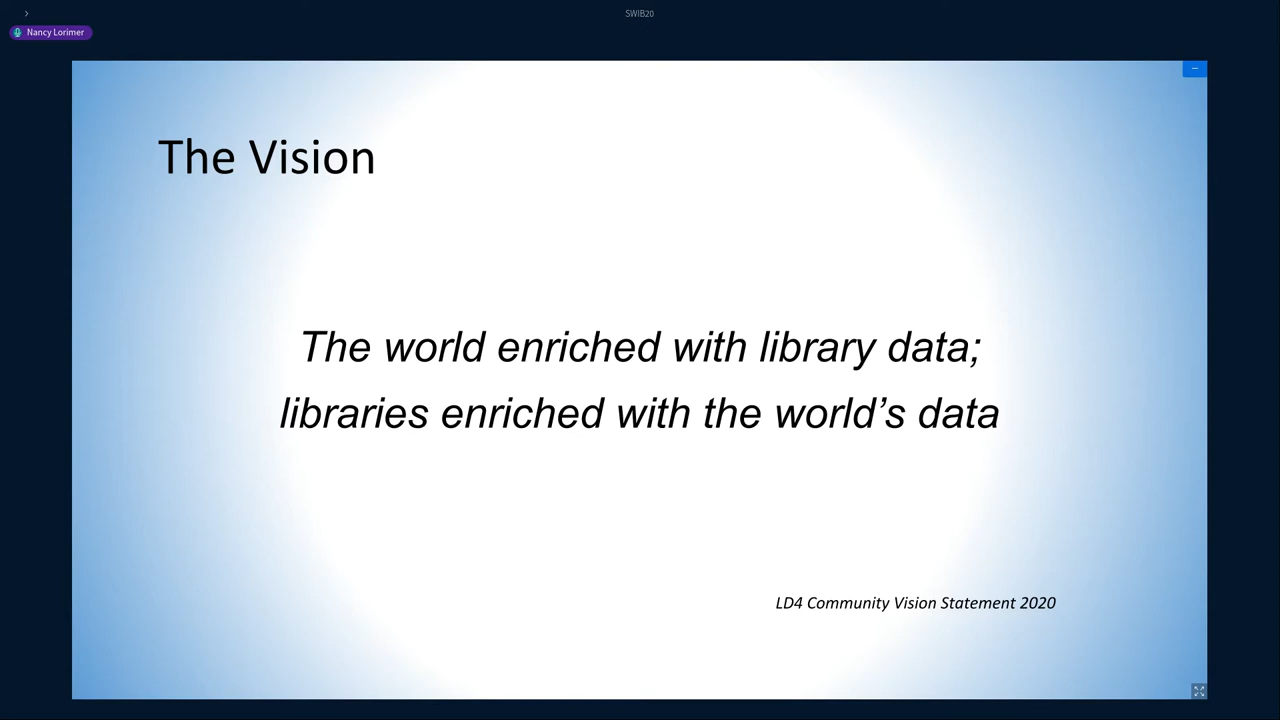 SWIB20
Nancy Lorimer
The Vision
The world enriched with library data;
libraries enriched with the world’s data
LD4 Community Vision Statement 2020